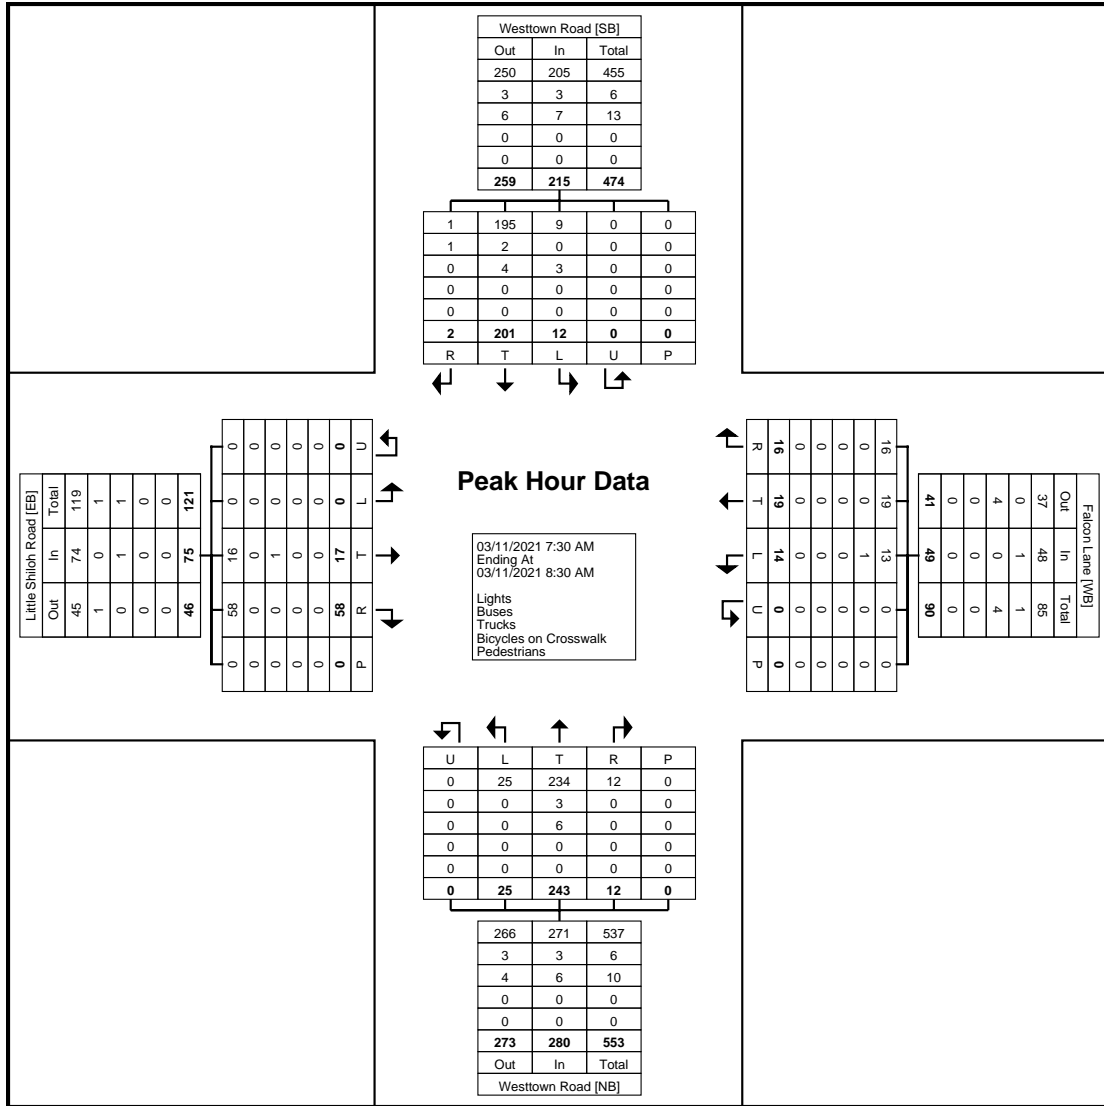 Westtown Road [SB]
Out In Total
250 205 455
3 3 6
6 7 13
0 0 0
0 0 0
259 215 474
1 195 9 0 0
1 2 0 0 0
0 4 3 0 0
0 0 0 0 0
0 0 0 0 0
2 201 12 0 0
R T L U P
Little Shiloh Road [EB]
Total In Out
119 74 45
1 0 1
1 1 0
0 0 0
0 0 0
121 75 46
0 0 16 58 0
0 0 0 0 0
0 0 1 0 0
0 0 0 0 0
0 0 0 0 0
0 0 17 58 0
U L T R P
Peak Hour Data
03/11/2021 7:30 AM
Ending At
03/11/2021 8:30 AM
Lights
Buses
Trucks
Bicycles on Crosswalk
Pedestrians
Falcon Lane [WB]
Out In Total
37 48 85
0 1 1
4 0 4
0 0 0
0 0 0
41 49 90
16 19 13 0 0
0 0 1 0 0
0 0 0 0 0
0 0 0 0 0
0 0 0 0 0
16 19 14 0 0
R T L U P
U L T R P
0 25 234 12 0
0 0 3 0 0
0 0 6 0 0
0 0 0 0 0
0 0 0 0 0
0 25 243 12 0
266 271 537
3 3 6
4 6 10
0 0 0
0 0 0
273 280 553
Out In Total
Westtown Road [NB]